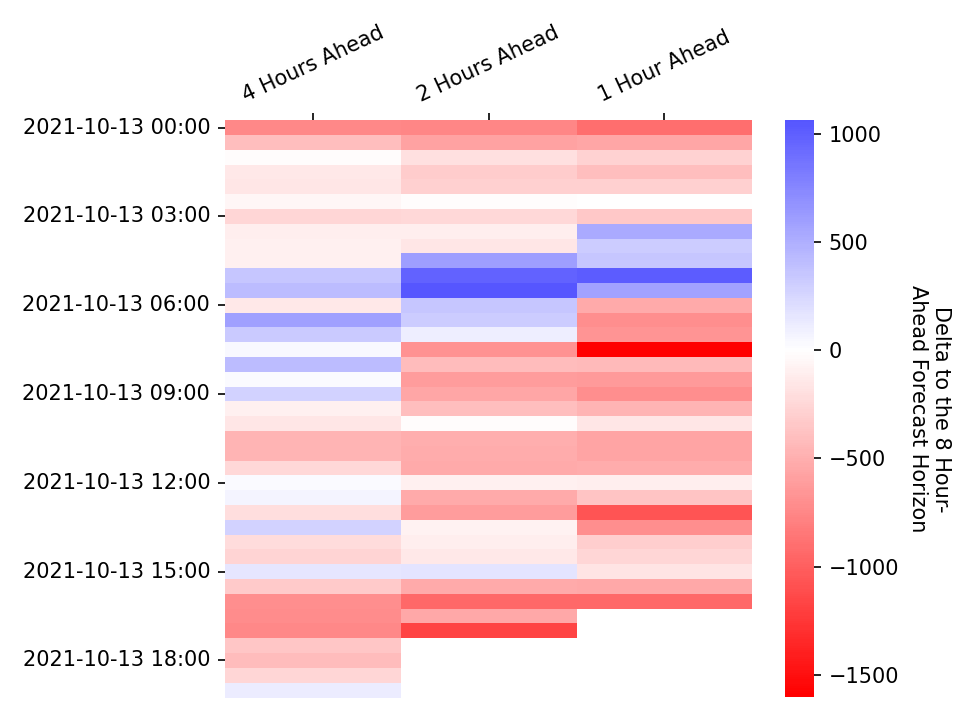 4 Hours Ahead
2 Hours Ahead
1 Hour Ahead
2021-10-13 00:00
2021-10-13 03:00
2021-10-13 06:00
2021-10-13 09:00
2021-10-13 12:00
2021-10-13 15:00
2021-10-13 18:00
1000
500
0
−500
−1000
−1500
Delta to the 8 Hour-
Ahead Forecast Horizon